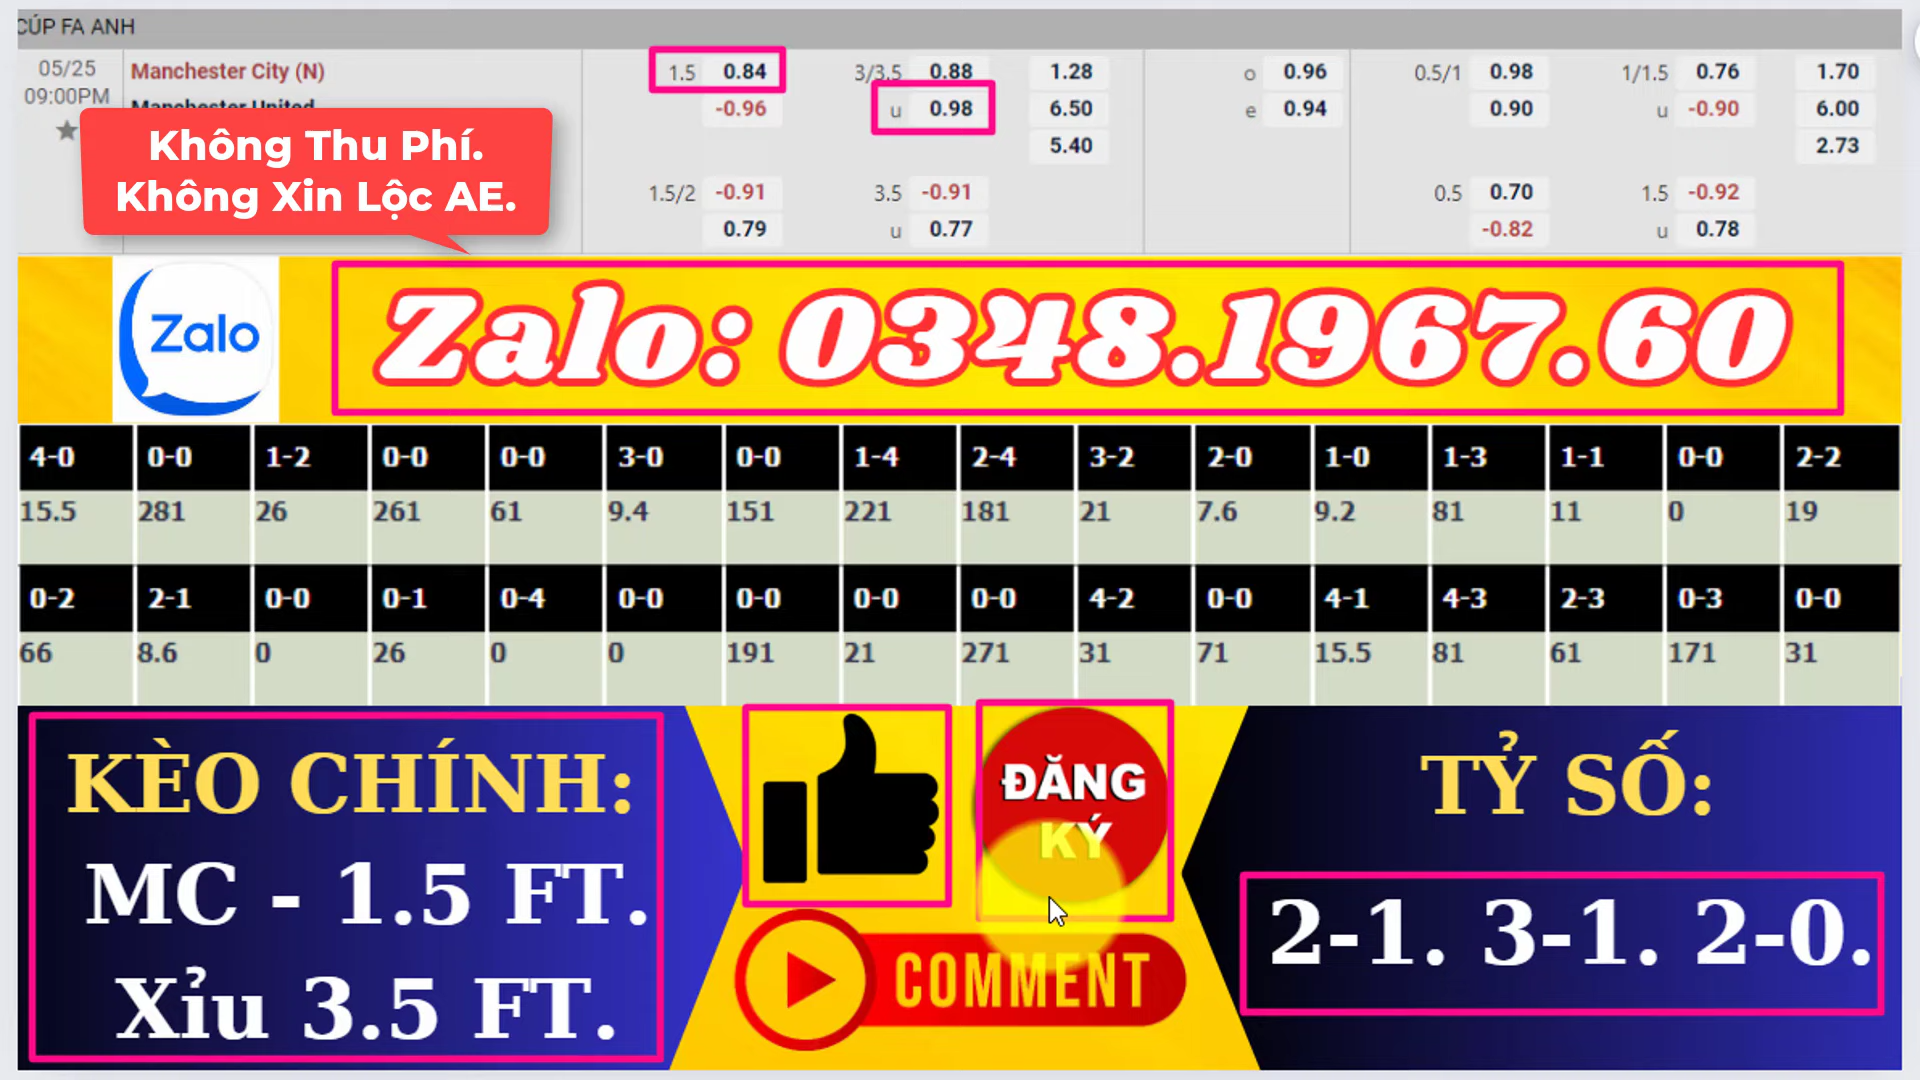 CÚP FA ANH
05/25 Manchester City (N) 1.5 0.84 3/3.5 0.88 1.28 o 0.96 0.5/1 0.98 1/1.5 0.76 1.70
09:00PM Manchester United -0.96 u 0.98 6.50 e 0.94 0.90 u -0.90 6.00
5.40 2.73
1.5/2 -0.91 3.5 -0.91 0.5 0.70 1.5 -0.92
0.79 u 0.77 -0.82 u 0.78
Không Thu Phí.
Không Xin Lộc AE.
Zalo
Zalo: 0348.1967.60
4-0 0-0 1-2 0-0 0-0 3-0 0-0 1-4 2-4 3-2 2-0 1-0 1-3 1-1 0-0 2-2
15.5 281 26 261 61 9.4 151 221 181 21 7.6 9.2 81 11 0 19
0-2 2-1 0-0 0-1 0-4 0-0 0-0 0-0 0-0 4-2 0-0 4-1 4-3 2-3 0-3 0-0
66 8.6 0 26 0 0 191 21 271 31 71 15.5 81 61 171 31
KÈO CHÍNH:
MC - 1.5 FT.
Xỉu 3.5 FT.
ĐĂNG
KÝ
COMMENT
TỶ SỐ:
2-1. 3-1. 2-0.